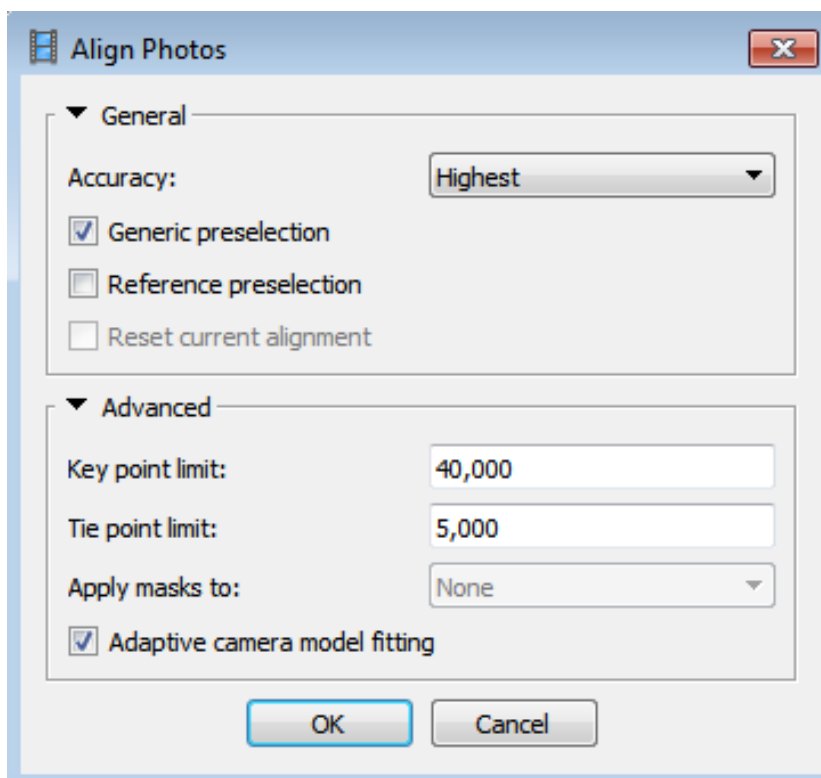 Align Photos
General
Accuracy: Highest
Generic preselection
Reference preselection
Reset current alignment
Advanced
Key point limit: 40,000
Tie point limit: 5,000
Apply masks to: None
Adaptive camera model fitting
OK Cancel